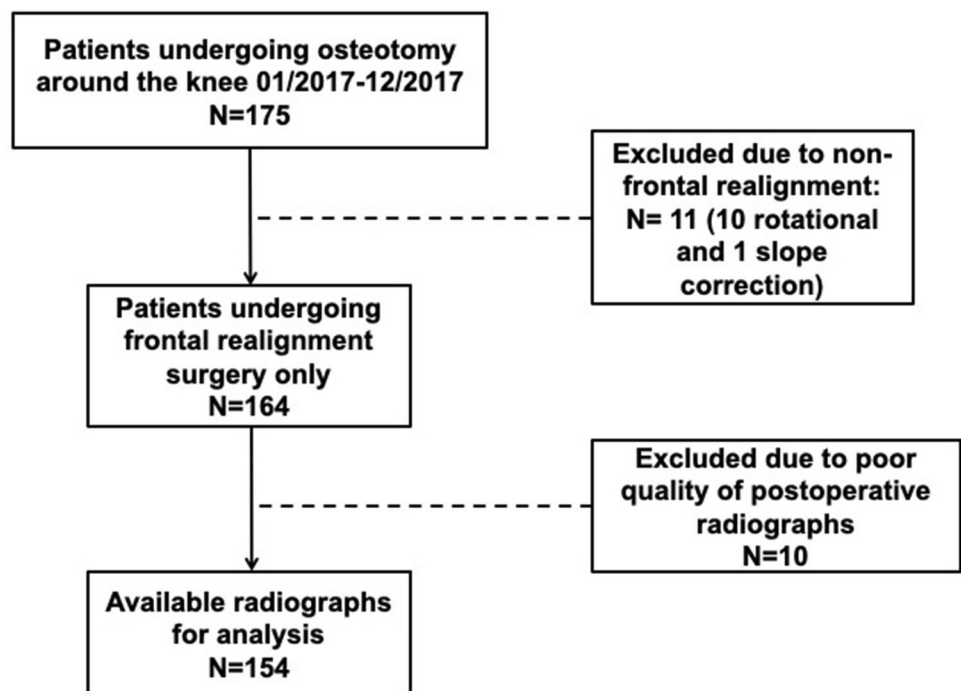 Patients undergoing osteotomy
around the knee 01/2017-12/2017
N=175
Excluded due to non-
frontal realignment:
N= 11 (10 rotational
and 1 slope
correction)
Patients undergoing
frontal realignment
surgery only
N=164
Excluded due to poor
quality of postoperative
radiographs
N=10
Available radiographs
for analysis
N=154